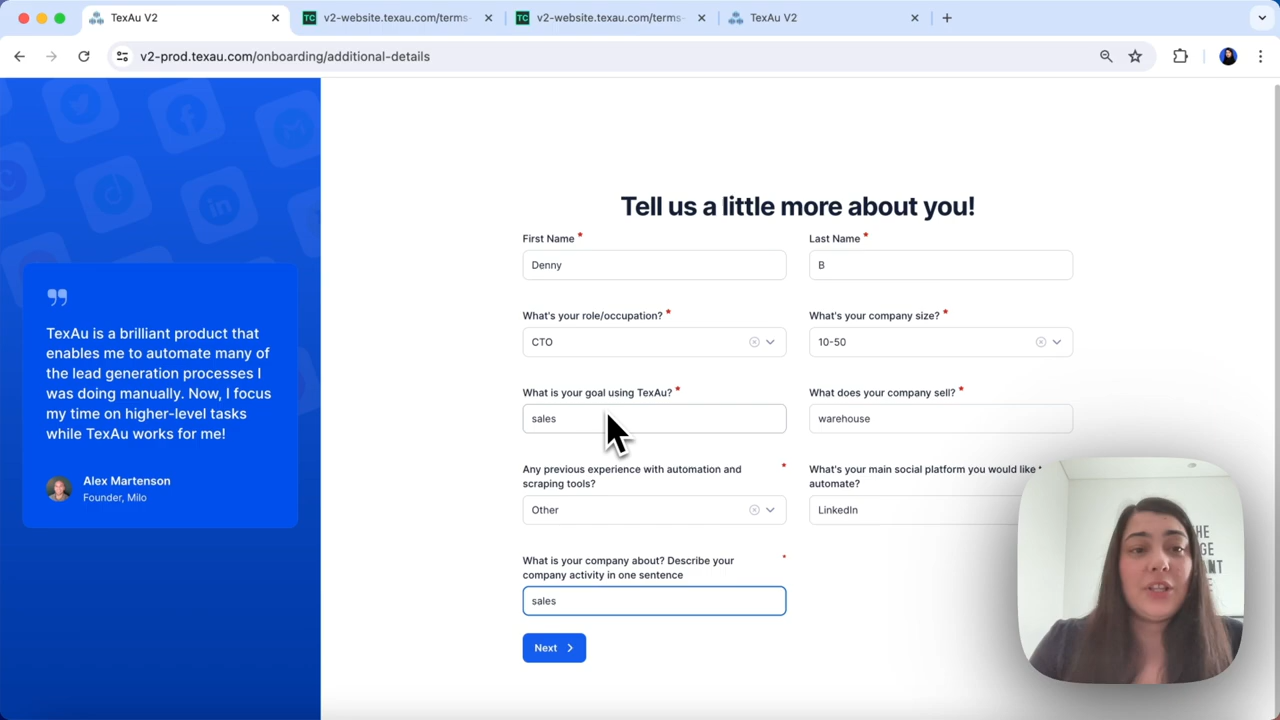 TexAu V2
v2-website.texau.com/terms-
v2-website.texau.com/terms-
TexAu V2
v2-prod.texau.com/onboarding/additional-details
TexAu is a brilliant product that
enables me to automate many of
the lead generation processes I
was doing manually. Now, I focus
my time on higher-level tasks
while TexAu works for me!
Alex Martenson
Founder, Milo
Tell us a little more about you!
First Name *
Last Name *
Denny
B
What's your role/occupation? *
What's your company size? *
CTO
10-50
What is your goal using TexAu? *
What does your company sell? *
sales
warehouse
Any previous experience with automation and
scraping tools? *
What's your main social platform you would like
automate?
Other
LinkedIn
What is your company about? Describe your
company activity in one sentence *
sales
Next